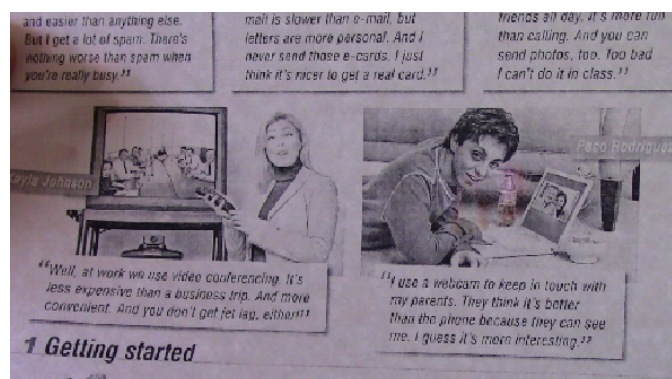 and easier than anything else.
But I get a lot of spam. There's
nothing worse than spam when
you're really busy."
mail is slower than e-mail, but
letters are more personal. And I
never send those e-cards. I just
think it's nicer to get a real card."
friends all day. It's more fun
than calling. And you can
send photos, too. Too bad
I can't do it in class."
Johnson
Paco Rodriguez
"Well, at work we use video conferencing. It's
less expensive than a business trip. And more
convenient. And you don't get jet lag, either!"
"I use a webcam to keep in touch with
my parents. They think it's better
than the phone because they can see
me. I guess it's more interesting."
1 Getting started